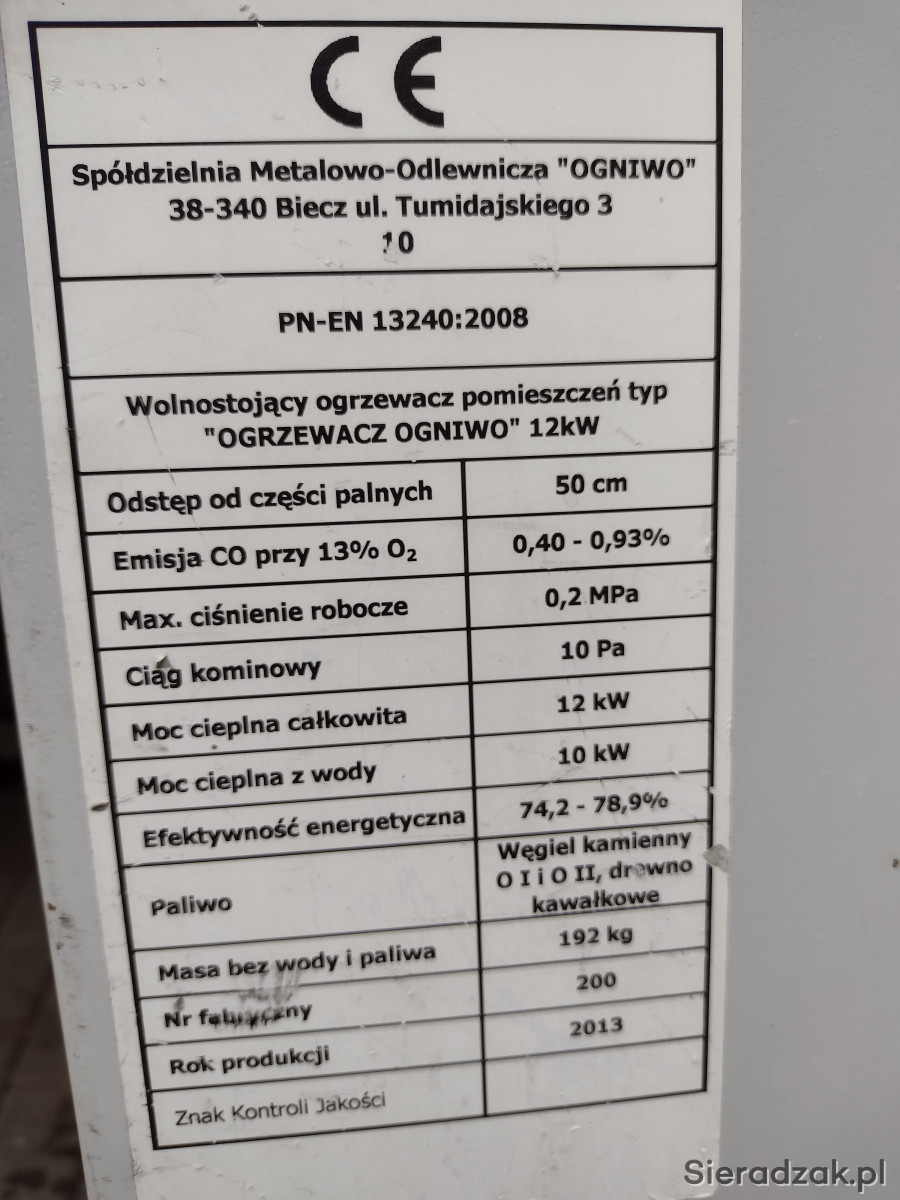 CE
Spółdzielnia Metalowo-Odlewnicza "OGNIWO"
38-340 Biecz ul. Tumidajskiego 3
10
PN-EN 13240:2008
Wolnostojący ogrzewacz pomieszczeń typ
"OGRZEWACZ OGNIWO" 12kW
Odstęp od części palnych 50 cm
Emisja CO przy 13% O₂ 0,40 - 0,93%
Max. ciśnienie robocze 0,2 MPa
Ciąg kominowy 10 Pa
Moc cieplna całkowita 12 kW
Moc cieplna z wody 10 kW
Efektywność energetyczna 74,2 - 78,9%
Paliwo Węgiel kamienny
O I i O II, drewno
kawałkowe
Masa bez wody i paliwa 192 kg
Nr fabryczny 200
Rok produkcji 2013
Znak Kontroli Jakości
Sieradzak.pl